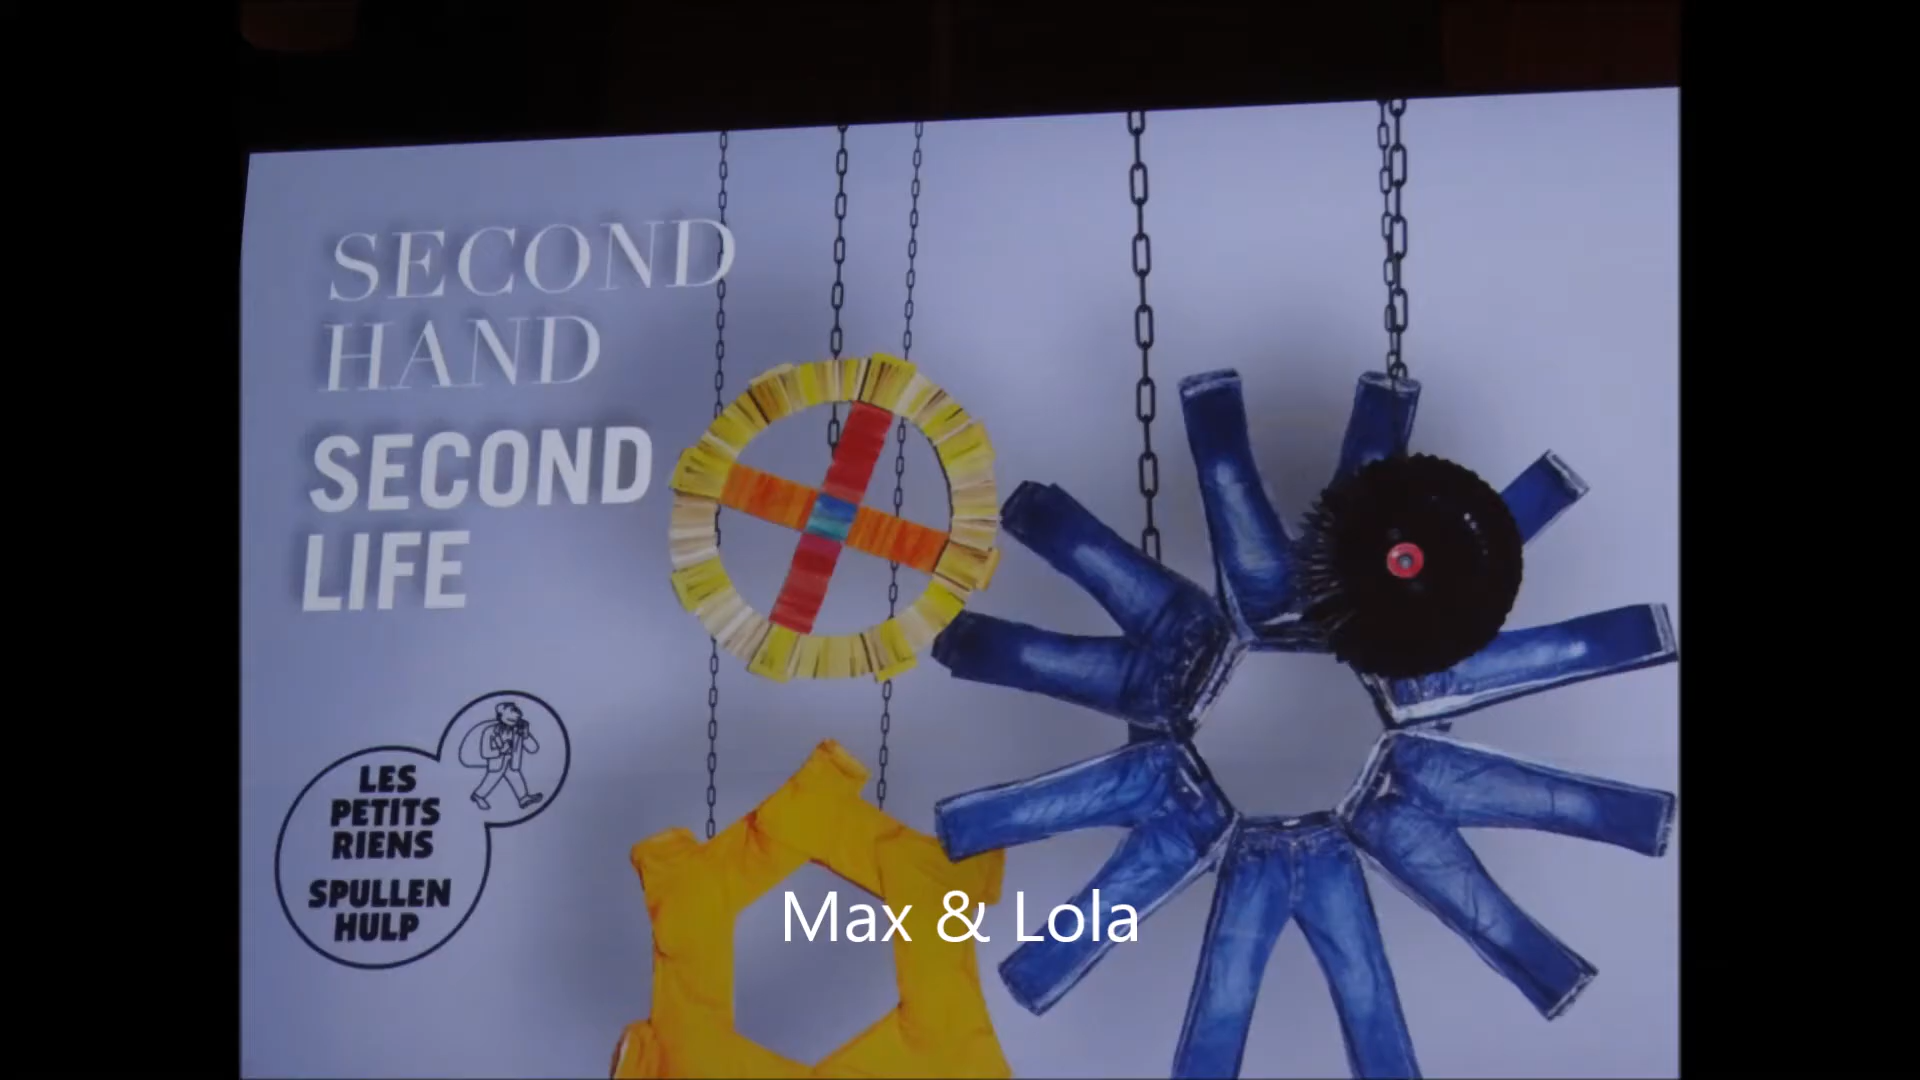 SECOND
HAND
SECOND
LIFE
LES
PETITS
RIENS
SPULLEN
HULP
Max & Lola